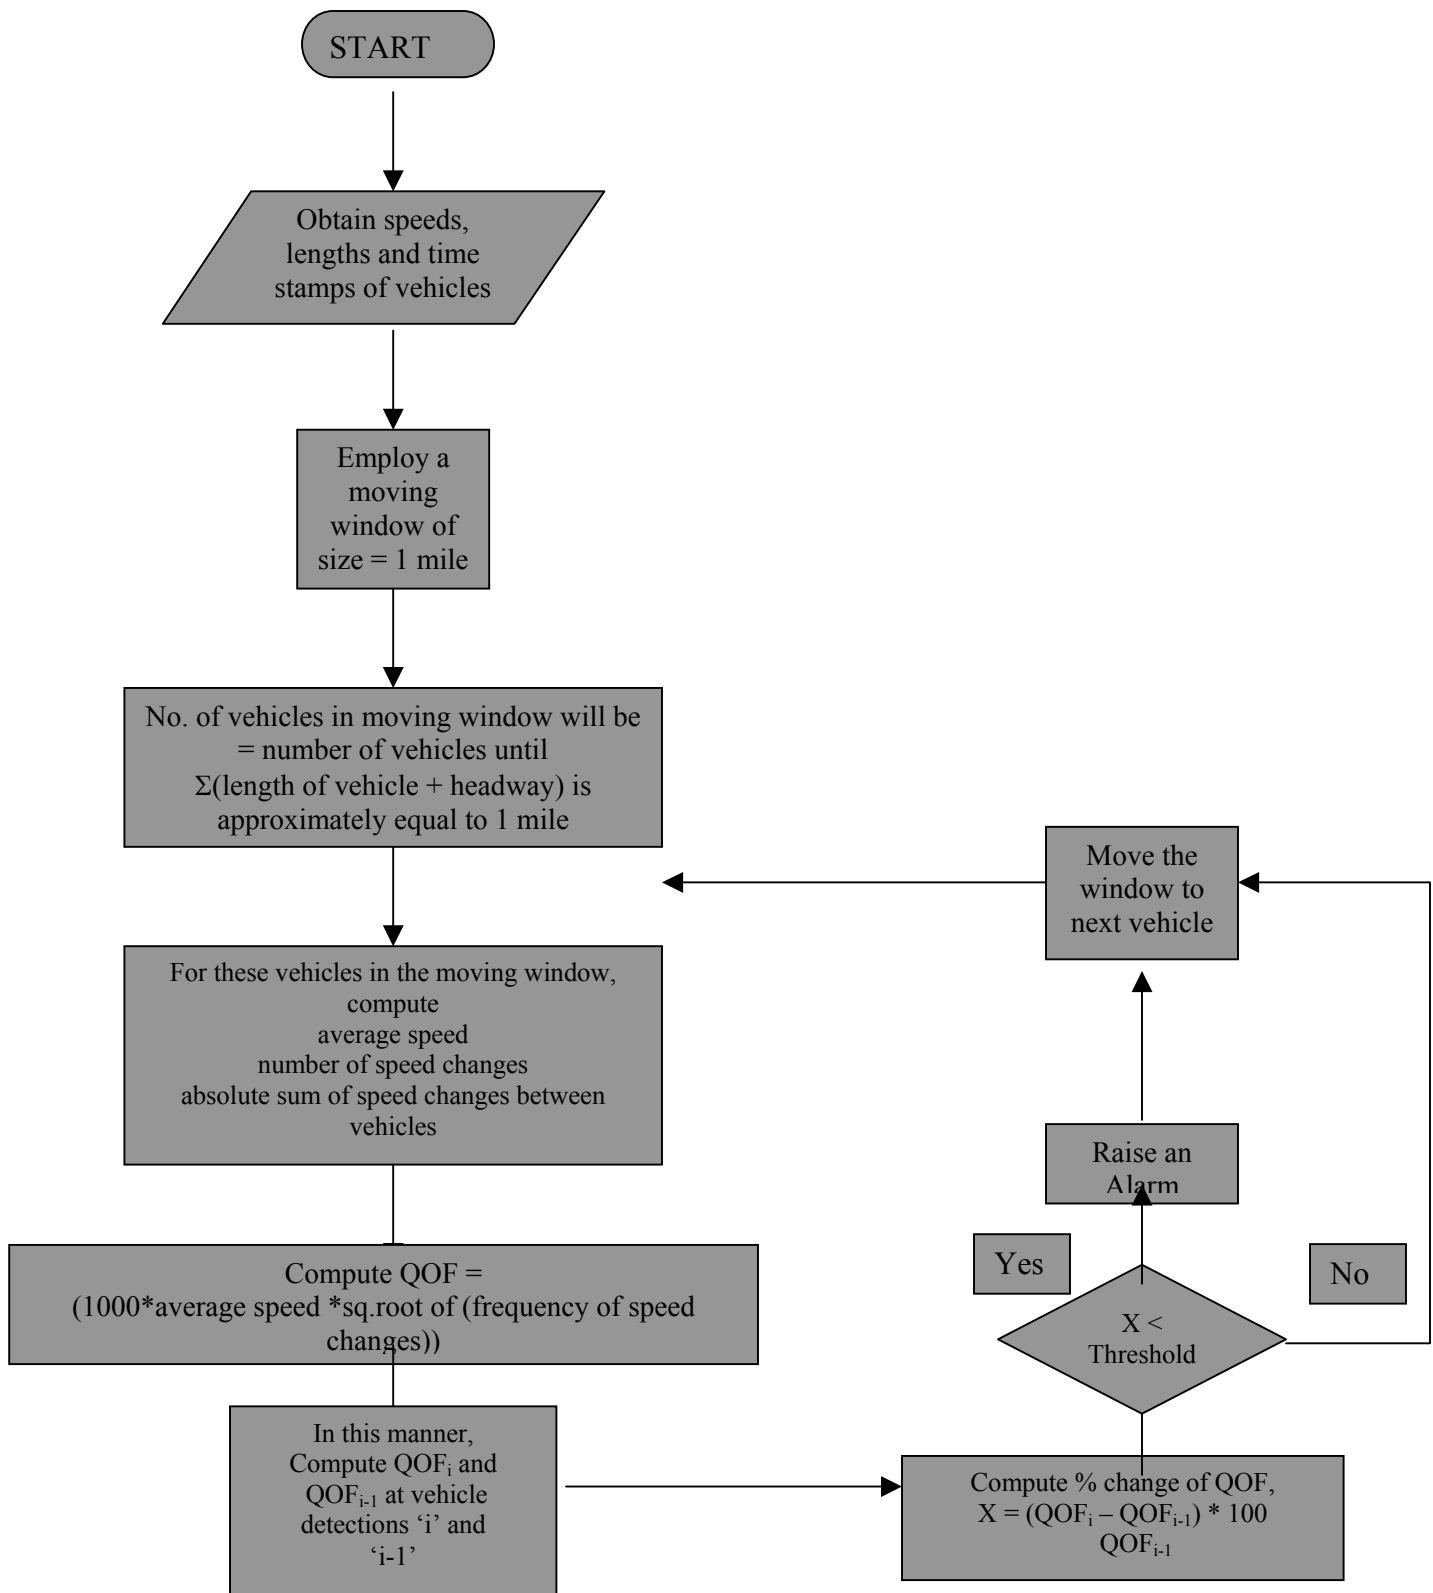 START
Obtain speeds,
lengths and time
stamps of vehicles
Employ a
moving
window of
size = 1 mile
No. of vehicles in moving window will be
= number of vehicles until
Σ(length of vehicle + headway) is
approximately equal to 1 mile
For these vehicles in the moving window,
compute
average speed
number of speed changes
absolute sum of speed changes between
vehicles
Compute QOF =
(1000*average speed *sq.root of (frequency of speed
changes))
In this manner,
Compute QOFi and
QOFi-1 at vehicle
detections ‘i’ and
‘i-1’
Compute % change of QOF,
X = (QOFi – QOFi-1) * 100
QOFi-1
X <
Threshold
Yes
No
Raise an
Alarm
Move the
window to
next vehicle